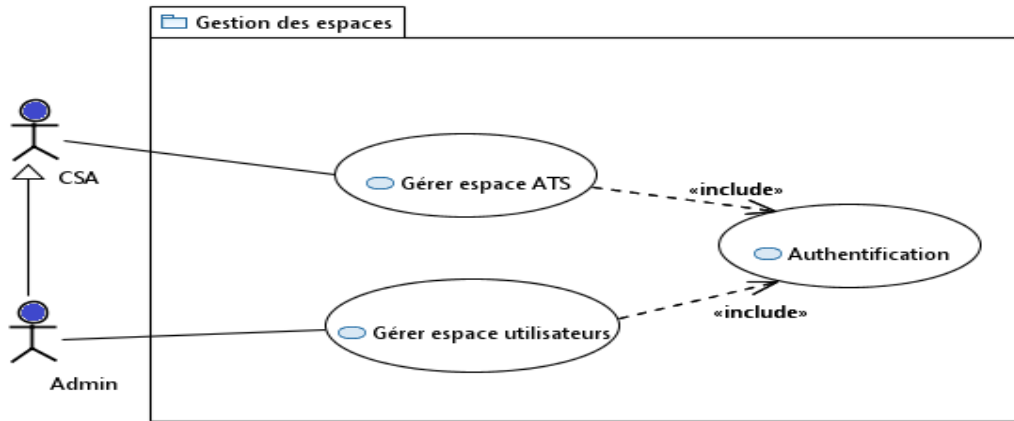 Gestion des espaces
CSA
Gérer espace ATS
«include»
Authentification
«include»
Gérer espace utilisateurs
Admin